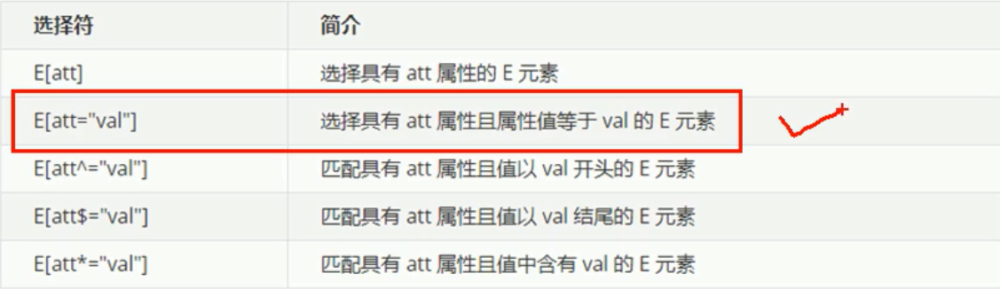 选择符 简介
E[att] 选择具有 att 属性的 E 元素
E[att="val"] 选择具有 att 属性且属性值等于 val 的 E 元素
E[att^="val"] 匹配具有 att 属性且值以 val 开头的 E 元素
E[att$="val"] 匹配具有 att 属性且值以 val 结尾的 E 元素
E[att*="val"] 匹配具有 att 属性且值中含有 val 的 E 元素